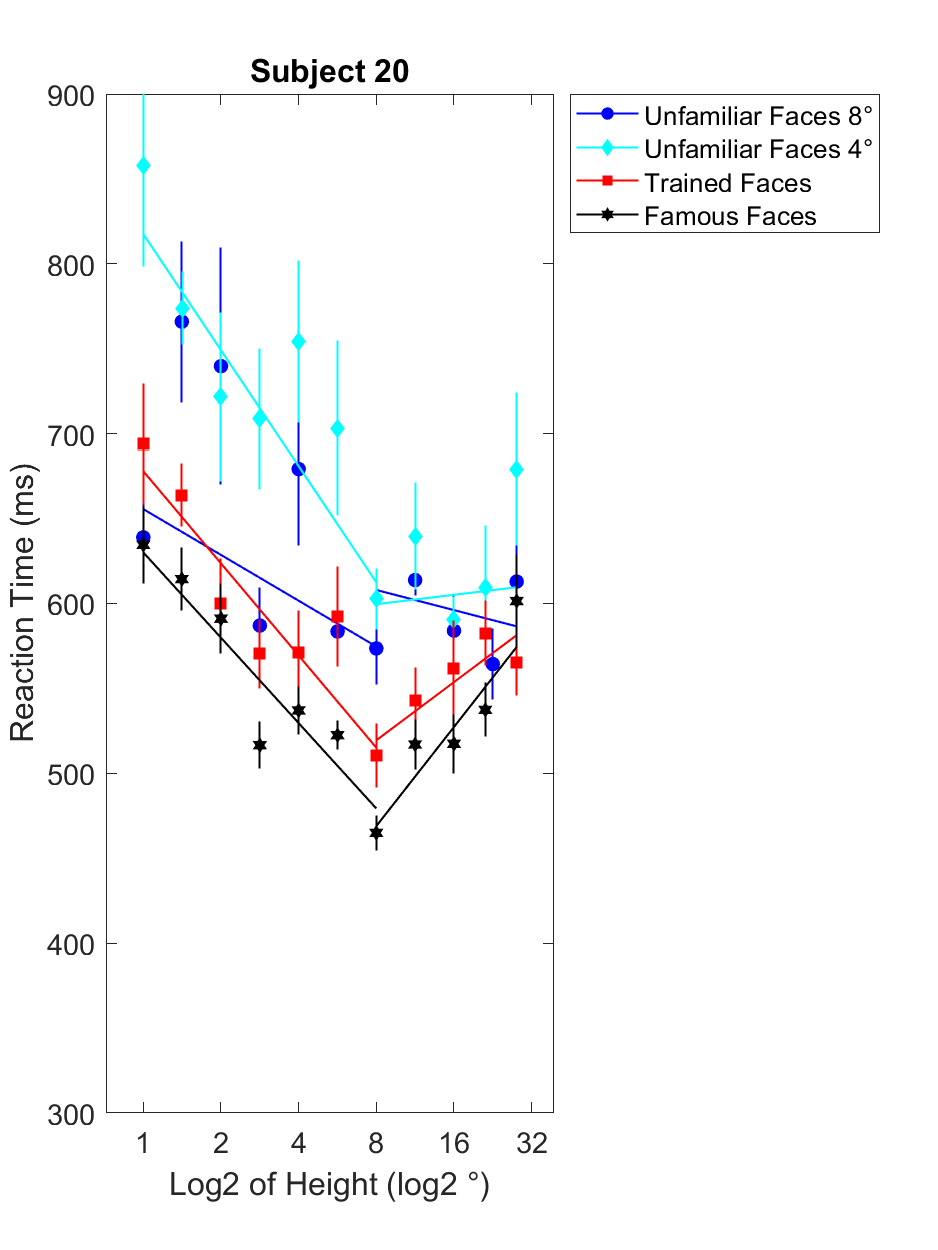 Subject 20
900
800
700
600
500
400
300
Reaction Time (ms)
1 2 4 8 16 32
Log2 of Height (log2 °)
Unfamiliar Faces 8°
Unfamiliar Faces 4°
Trained Faces
Famous Faces